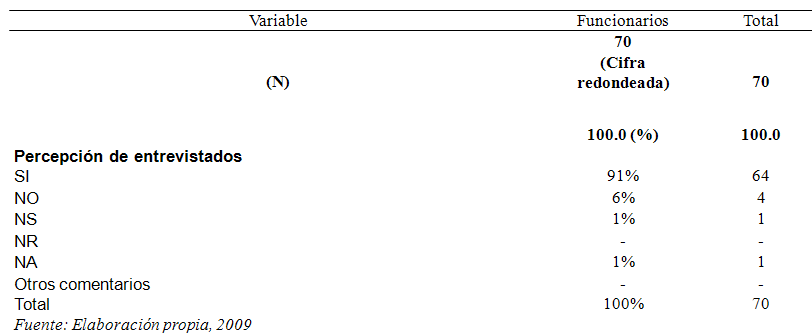 Variable Funcionarios Total
70
(Cifra
(N) redondeada) 70
100.0 (%) 100.0
Percepción de entrevistados
SI 91% 64
NO 6% 4
NS 1% 1
NR - -
NA 1% 1
Otros comentarios - -
Total 100% 70
Fuente: Elaboración propia, 2009